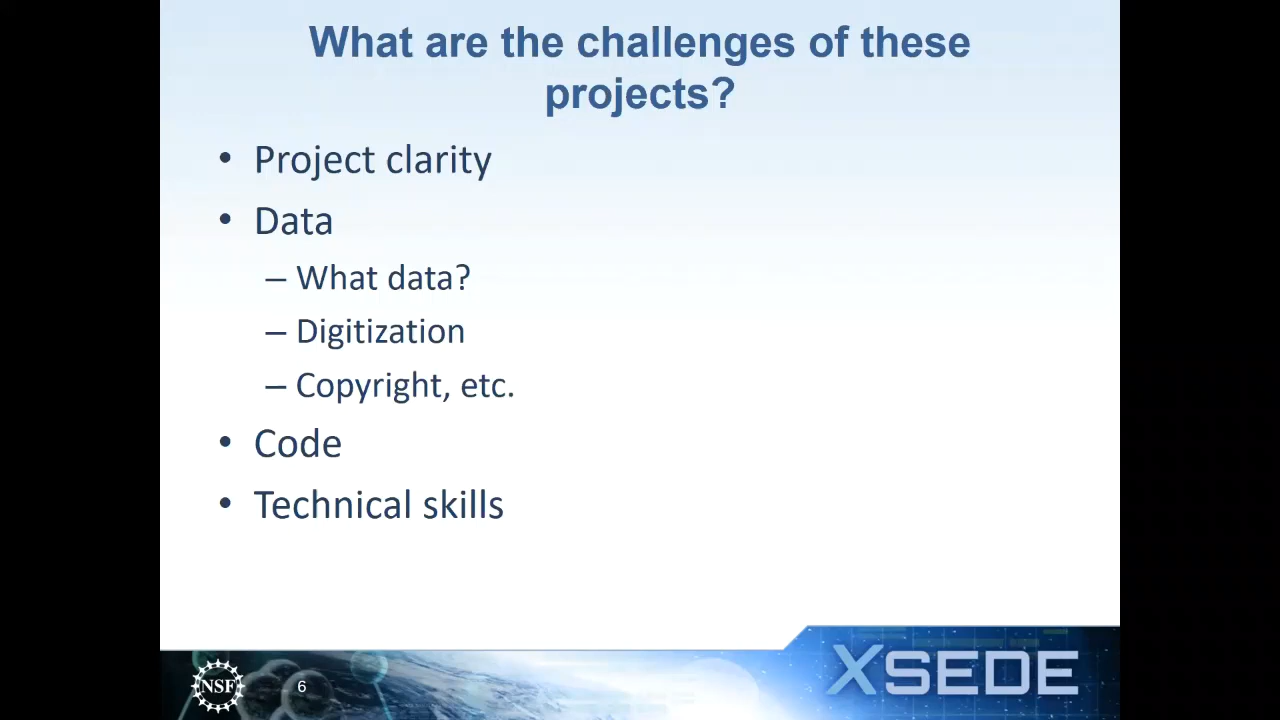 What are the challenges of these
projects?
• Project clarity
• Data
– What data?
– Digitization
– Copyright, etc.
• Code
• Technical skills
NSF
6
XSEDE